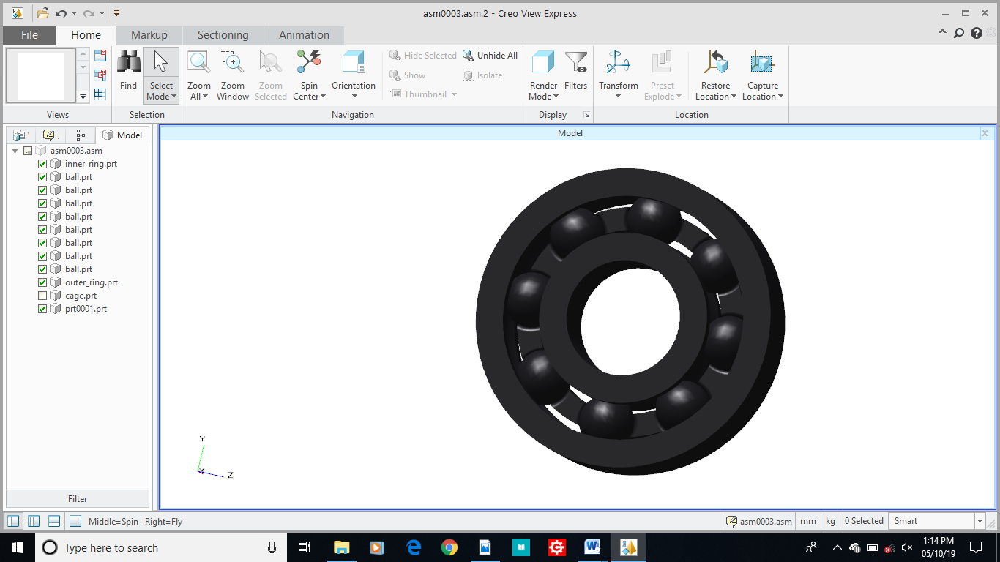 asm0003.asm.2 - Creo View Express
File Home Markup Sectioning Animation
Find
Select Mode
Zoom All
Zoom Window
Zoom Selected
Spin Center
Orientation
Hide Selected
Unhide All
Show
Isolate
Thumbnail
Render Mode
Filters
Transform
Preset Explode
Restore Location
Capture Location
Views Selection Navigation Display Location
Model
Model
asm0003.asm
inner_ring.prt
ball.prt
ball.prt
ball.prt
ball.prt
ball.prt
ball.prt
ball.prt
ball.prt
outer_ring.prt
cage.prt
prt0001.prt
Y
X
Z
Filter
Middle=Spin Right=Fly
asm0003.asm mm kg 0 Selected Smart
Type here to search
1:14 PM
05/10/19